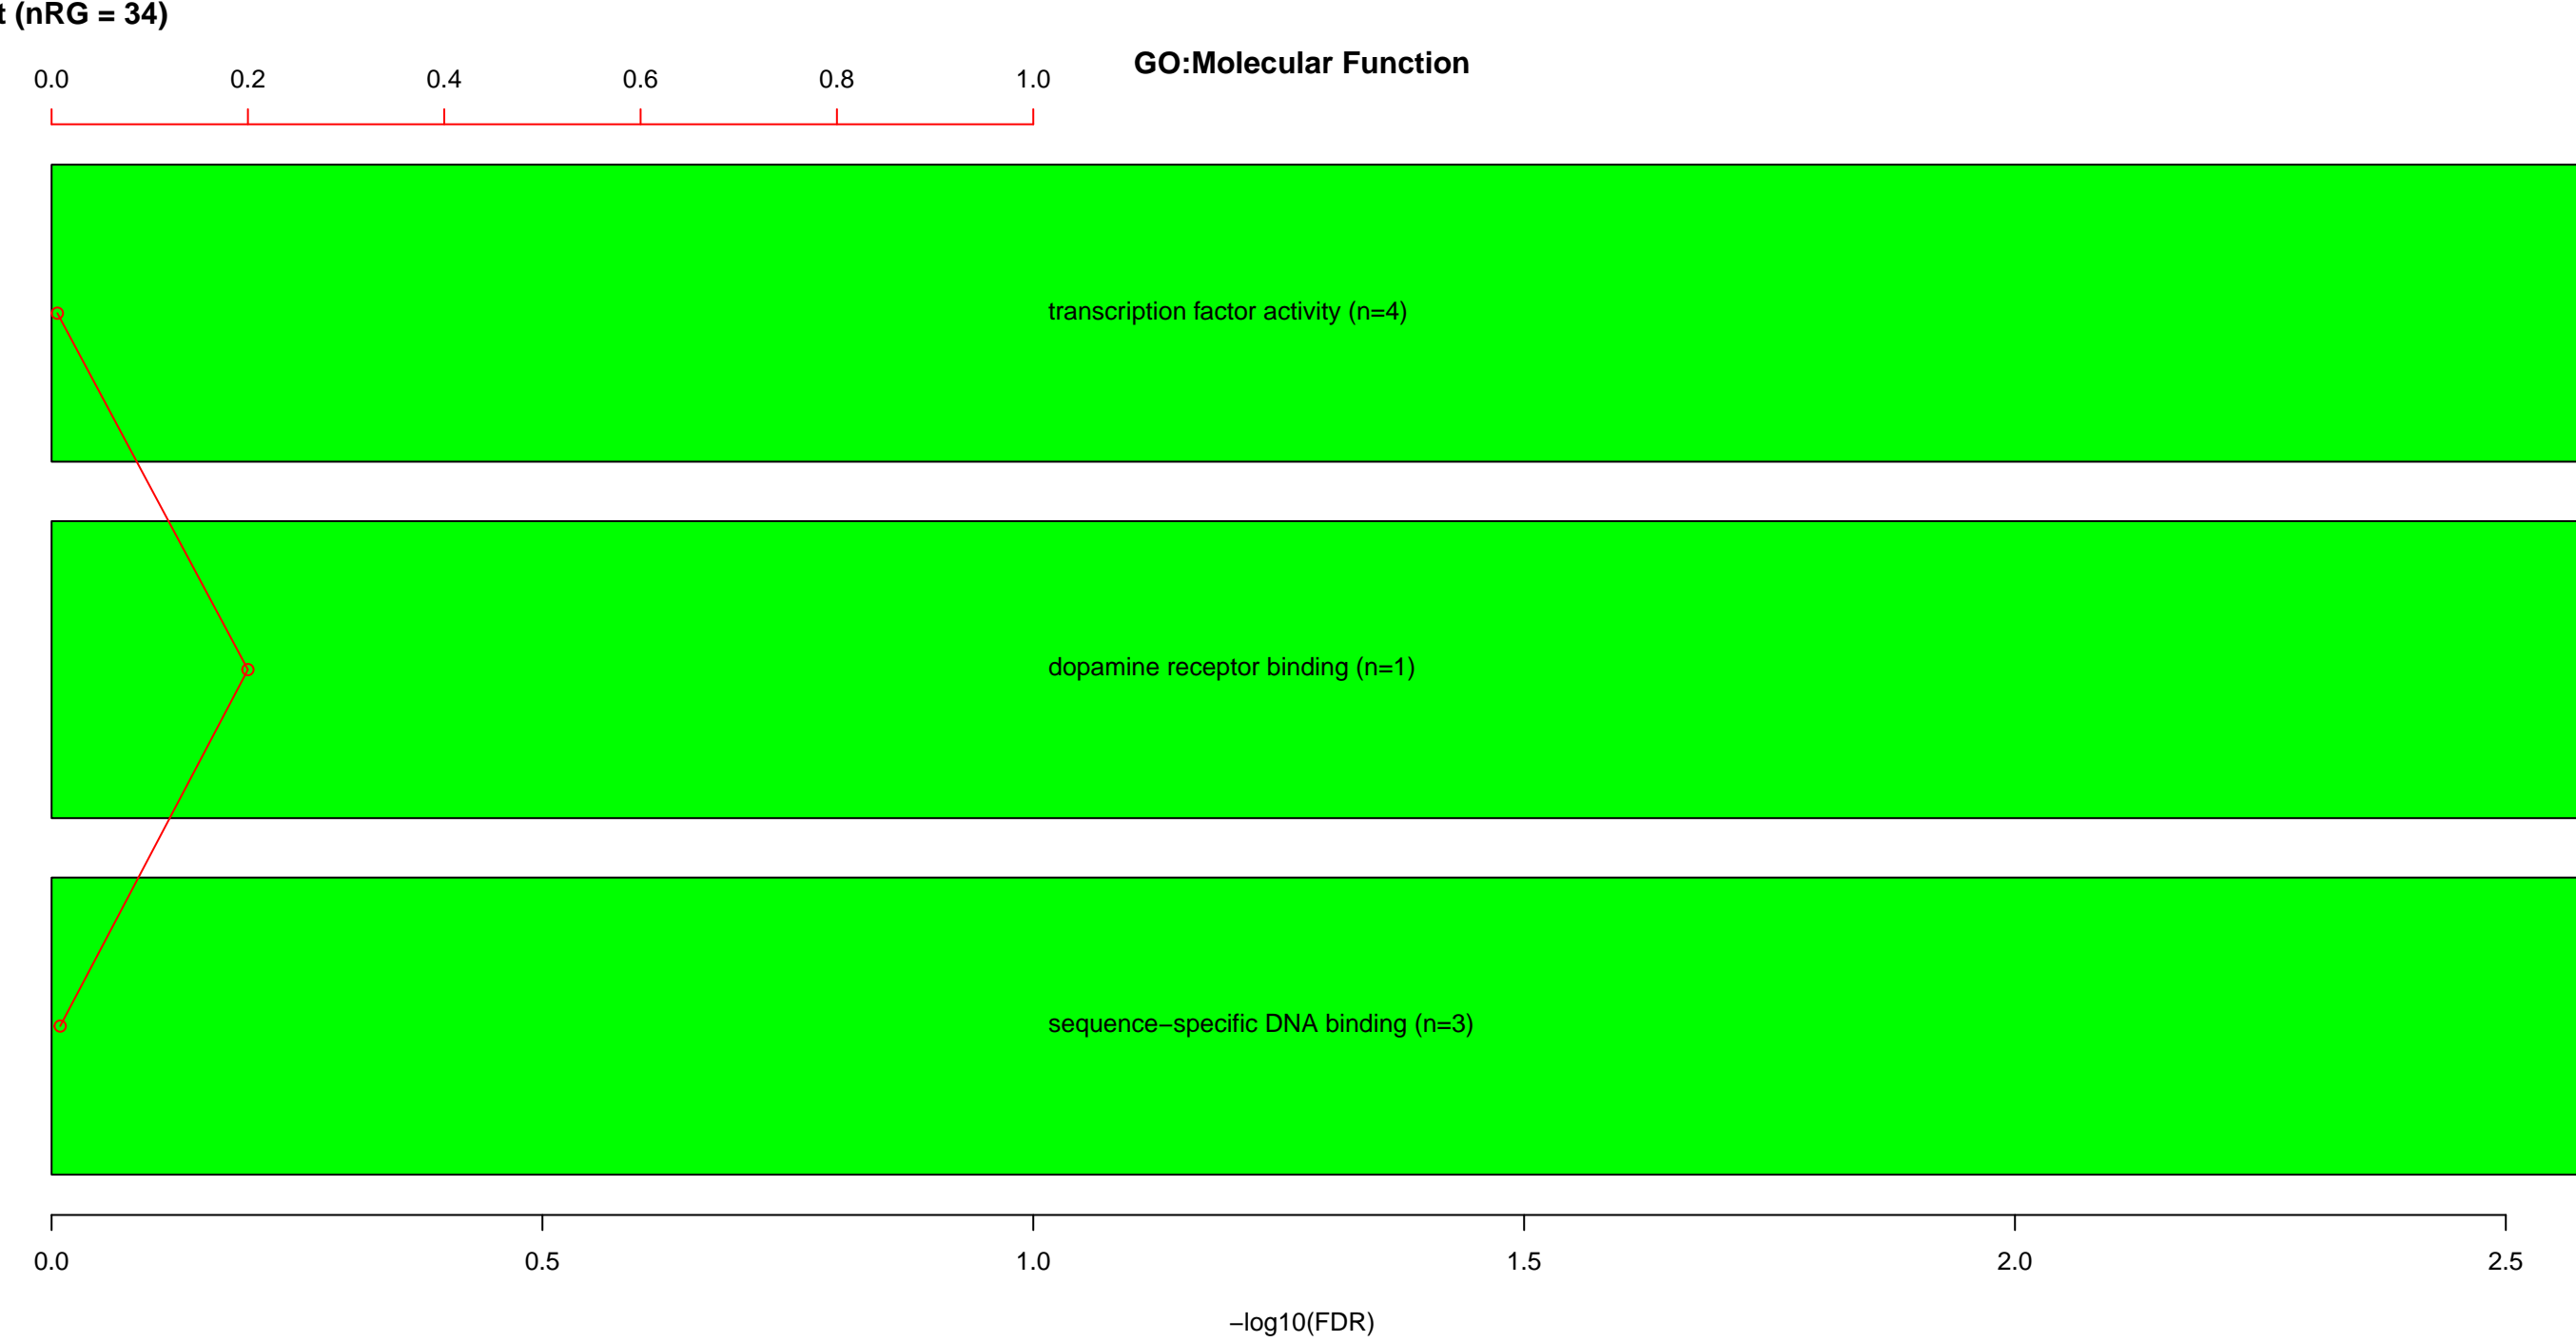 t (nRG = 34)
GO:Molecular Function
0.0 0.2 0.4 0.6 0.8 1.0
transcription factor activity (n=4)
dopamine receptor binding (n=1)
sequence−specific DNA binding (n=3)
0.0 0.5 1.0 1.5 2.0 2.5
−log10(FDR)